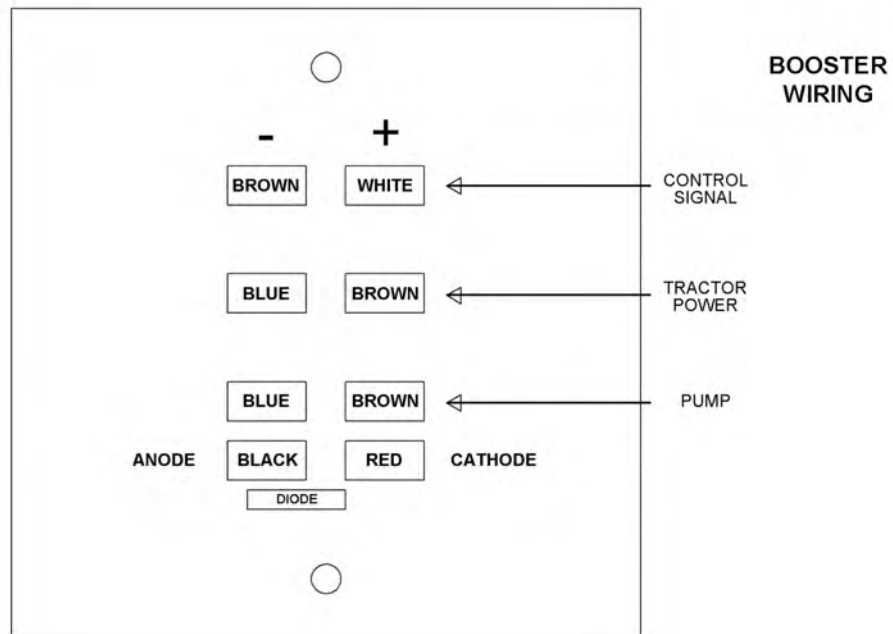 BOOSTER
WIRING
- +
BROWN WHITE CONTROL
SIGNAL
BLUE BROWN TRACTOR
POWER
BLUE BROWN PUMP
ANODE BLACK RED CATHODE
DIODE